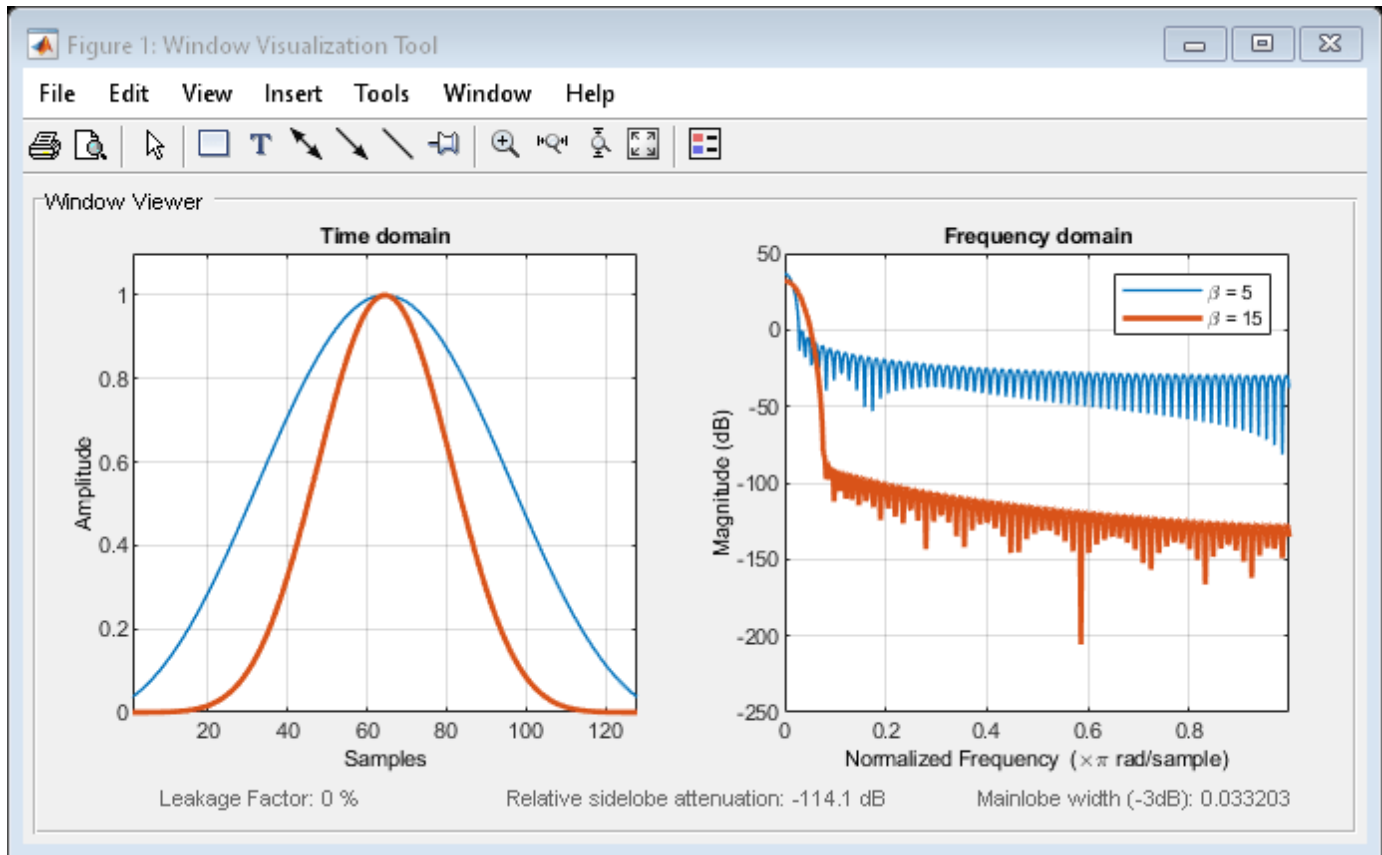 Figure 1: Window Visualization Tool
File Edit View Insert Tools Window Help
T
Window Viewer
Time domain
1
0.8
0.6
0.4
0.2
0
20 40 60 80 100 120
Amplitude
Samples
Frequency domain
50
0
-50
-100
-150
-200
-250
0 0.2 0.4 0.6 0.8
Magnitude (dB)
Normalized Frequency (×π rad/sample)
β = 5
β = 15
Leakage Factor: 0 % Relative sidelobe attenuation: -114.1 dB Mainlobe width (-3dB): 0.033203